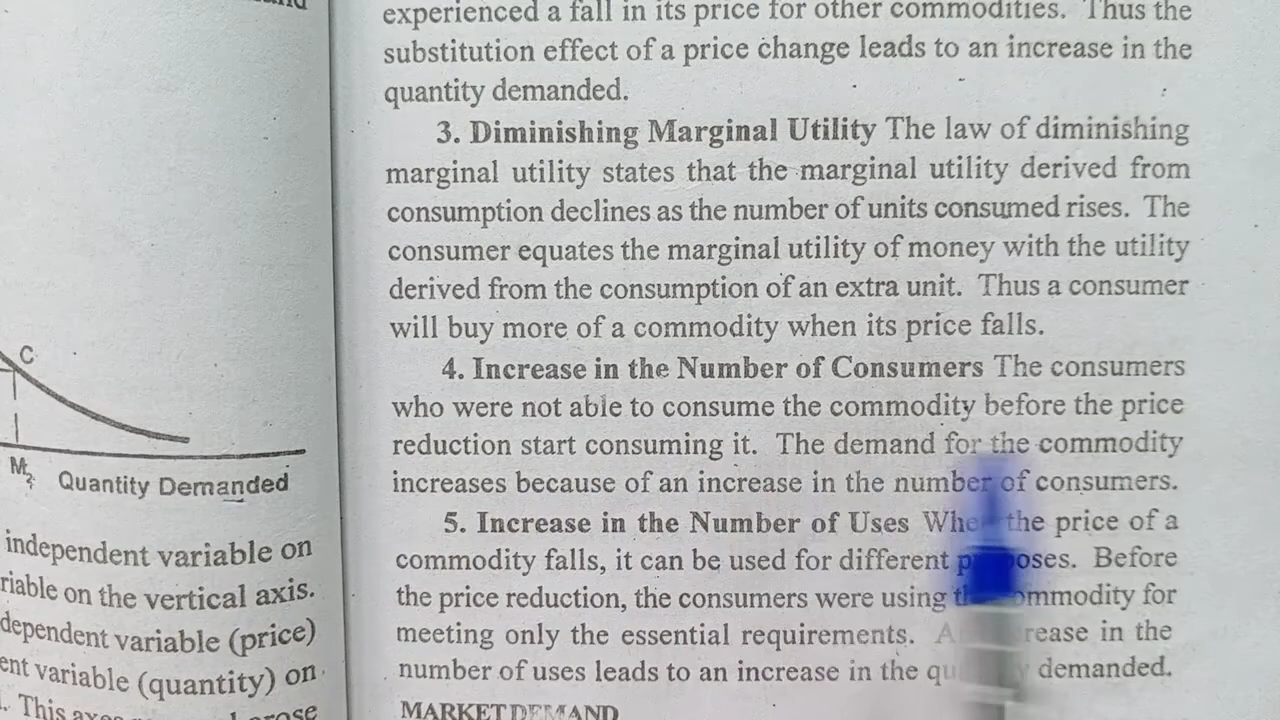 C
M₂ Quantity Demanded
independent variable on
riable on the vertical axis.
dependent variable (price)
ent variable (quantity) on
. This axes
experienced a fall in its price for other commodities. Thus the
substitution effect of a price change leads to an increase in the
quantity demanded.
3. Diminishing Marginal Utility The law of diminishing
marginal utility states that the marginal utility derived from
consumption declines as the number of units consumed rises. The
consumer equates the marginal utility of money with the utility
derived from the consumption of an extra unit. Thus a consumer
will buy more of a commodity when its price falls.
4. Increase in the Number of Consumers The consumers
who were not able to consume the commodity before the price
reduction start consuming it. The demand for the commodity
increases because of an increase in the number of consumers.
5. Increase in the Number of Uses Whe the price of a
commodity falls, it can be used for different p oses. Before
the price reduction, the consumers were using th ommodity for
meeting only the essential requirements. A rease in the
number of uses leads to an increase in the qu y demanded.
MARKET DEMAND